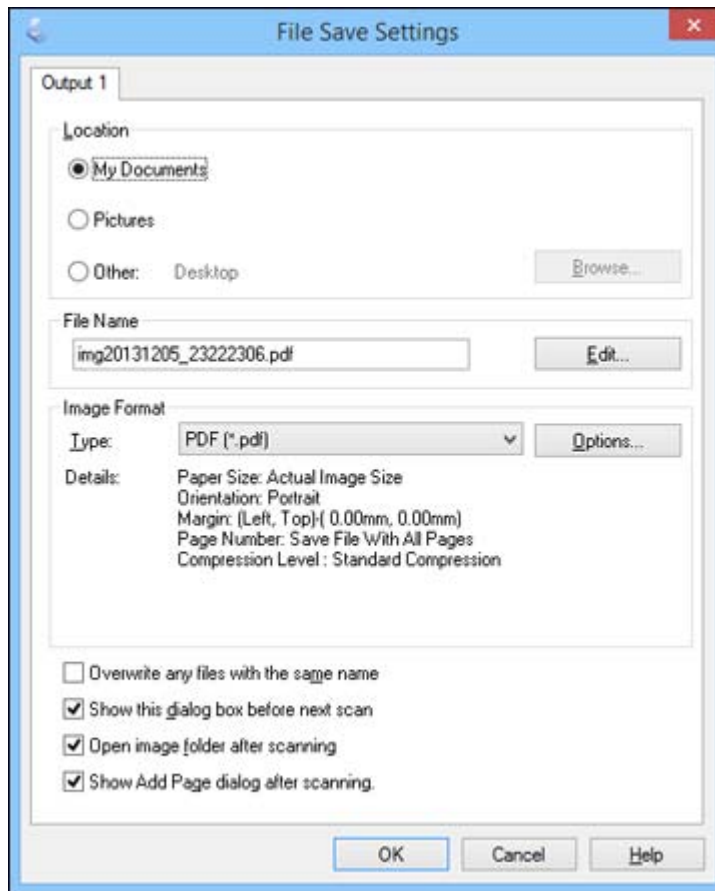 File Save Settings
Output 1
Location
My Documents
Pictures
Other: Desktop Browse...
File Name
img20131205_23222306.pdf Edit...
Image Format
Type: PDF (*.pdf) Options...
Details: Paper Size: Actual Image Size
Orientation: Portrait
Margin: (Left, Top)-( 0.00mm, 0.00mm)
Page Number: Save File With All Pages
Compression Level : Standard Compression
Overwrite any files with the same name
Show this dialog box before next scan
Open image folder after scanning
Show Add Page dialog after scanning.
OK Cancel Help